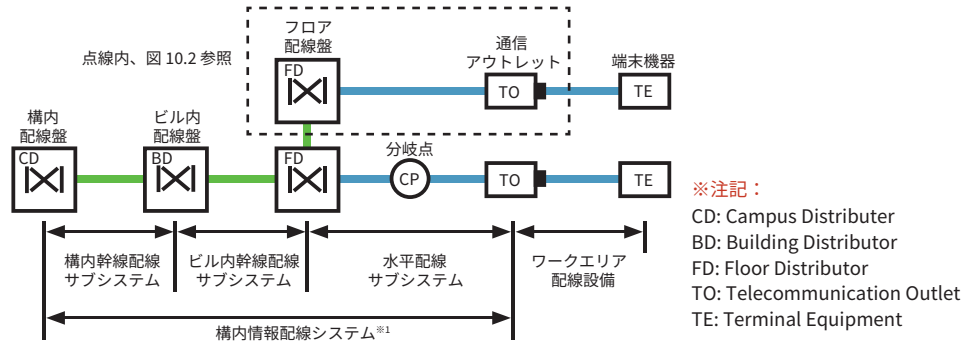 点線内、図 10.2 参照
フロア
配線盤
FD
通信
アウトレット
TO
端末機器
TE
構内
配線盤
CD
ビル内
配線盤
BD
FD
分岐点
CP
TO
TE
構内幹線配線
サブシステム
ビル内幹線配線
サブシステム
水平配線
サブシステム
ワークエリア
配線設備
構内情報配線システム※1
※注記：
CD: Campus Distributer
BD: Building Distributor
FD: Floor Distributor
TO: Telecommunication Outlet
TE: Terminal Equipment